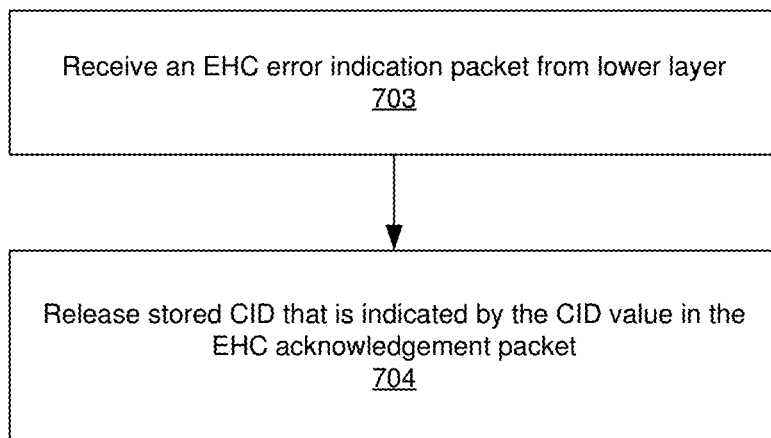 Receive an EHC error indication packet from lower layer
703
Release stored CID that is indicated by the CID value in the
EHC acknowledgement packet
704